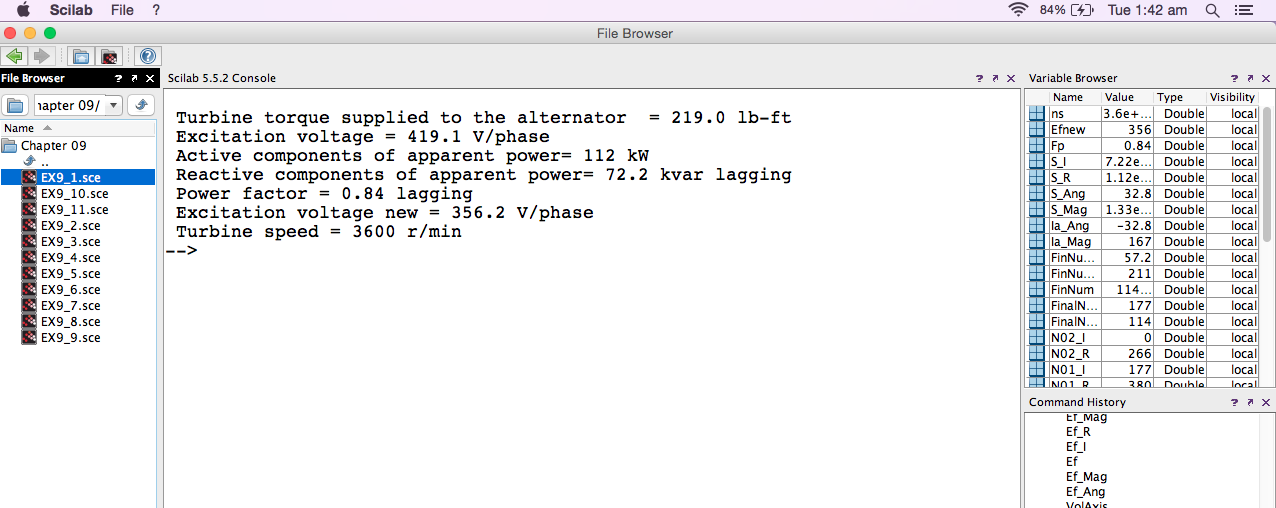 Scilab File ? 84% Tue 1:42 am
File Browser
File Browser ? ↗ ✕
hapter 09/
Name
Chapter 09
..
EX9_1.sce
EX9_10.sce
EX9_11.sce
EX9_2.sce
EX9_3.sce
EX9_4.sce
EX9_5.sce
EX9_6.sce
EX9_7.sce
EX9_8.sce
EX9_9.sce
Scilab 5.5.2 Console ? ↗ ✕
Turbine torque supplied to the alternator  = 219.0 lb-ft
Excitation voltage = 419.1 V/phase
Active components of apparent power= 112 kW
Reactive components of apparent power= 72.2 kvar lagging
Power factor = 0.84 lagging
Excitation voltage new = 356.2 V/phase
Turbine speed = 3600 r/min
-->
Variable Browser ? ↗ ✕
Name Value Type Visibility
ns 3.6e+... Double local
Efnew 356 Double local
Fp 0.84 Double local
S_I 7.22e... Double local
S_R 1.12e... Double local
S_Ang 32.8 Double local
S_Mag 1.33e... Double local
Ia_Ang -32.8 Double local
Ia_Mag 167 Double local
FinNu... 57.2 Double local
FinNu... 211 Double local
FinNum 114... Double local
FinalN... 177 Double local
FinalN... 114 Double local
N02_I 0 Double local
N02_R 266 Double local
N01_I 177 Double local
N01_R 380 Double local
Command History ? ↗ ✕
Ef_Mag
Ef_R
Ef_I
Ef
Ef_Mag
Ef_Ang
VolAxis